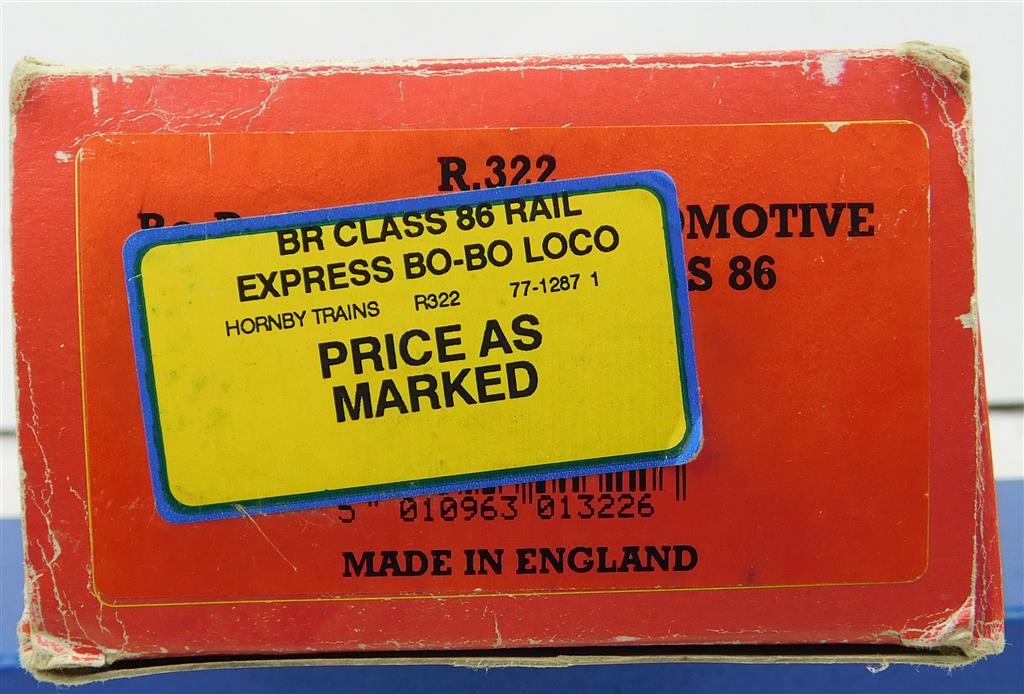 R.322
OMOTIVE
S 86
BR CLASS 86 RAIL
EXPRESS BO-BO LOCO
HORNBY TRAINS R322 77-1287 1
PRICE AS
MARKED
5 010963 013226
MADE IN ENGLAND